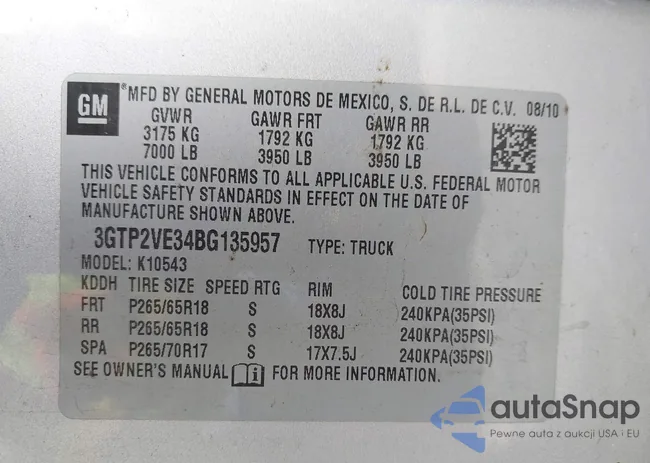 GM ® MFD BY GENERAL MOTORS DE MEXICO, S. DE R.L. DE C.V. 08/10
GVWR GAWR FRT GAWR RR
3175 KG 1792 KG 1792 KG
7000 LB 3950 LB 3950 LB
THIS VEHICLE CONFORMS TO ALL APPLICABLE U.S. FEDERAL MOTOR
VEHICLE SAFETY STANDARDS IN EFFECT ON THE DATE OF
MANUFACTURE SHOWN ABOVE.
3GTP2VE34BG135957 TYPE: TRUCK
MODEL: K10543
KDDH TIRE SIZE SPEED RTG RIM COLD TIRE PRESSURE
FRT P265/65R18 S 18X8J 240KPA(35PSI)
RR P265/65R18 S 18X8J 240KPA(35PSI)
SPA P265/70R17 S 17X7.5J 240KPA(35PSI)
SEE OWNER'S MANUAL FOR MORE INFORMATION.
autaSnap
Pewne auta z aukcji USA i EU